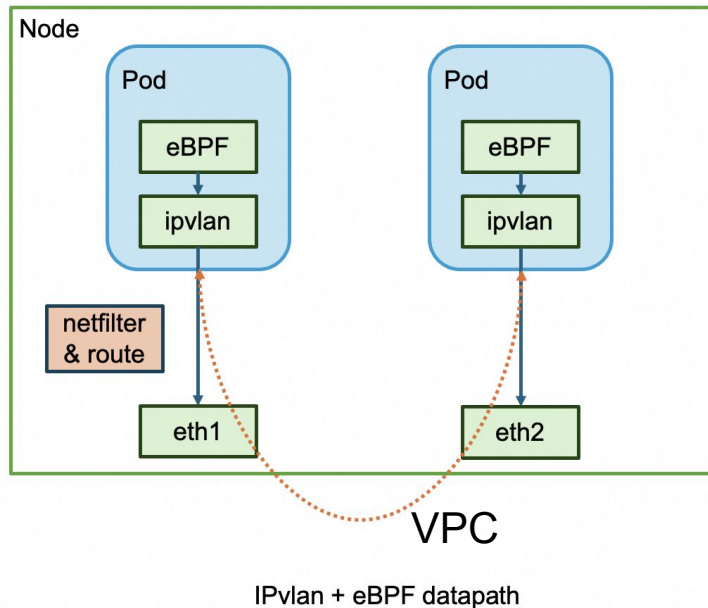 Node
Pod
Pod
eBPF
eBPF
ipvlan
ipvlan
netfilter
& route
eth1
eth2
VPC
IPvlan + eBPF datapath